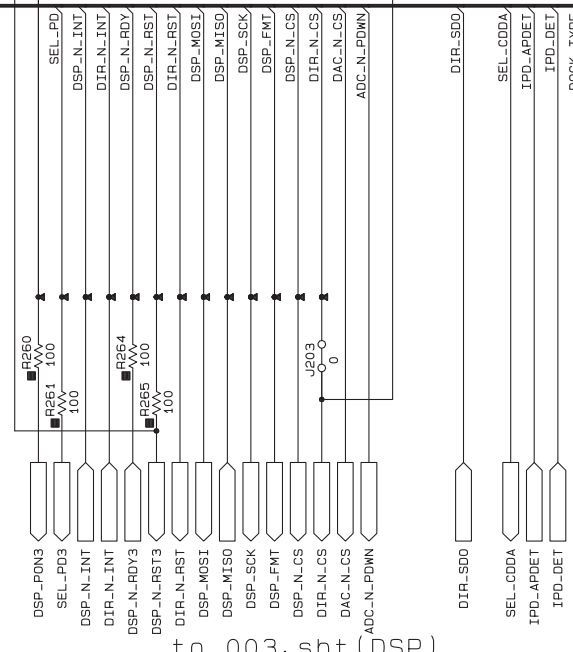 SEL_PD
DSP_N_INT
DIR_N_INT
DSP_N_RDY
DSP_N_RST
DIR_N_RST
DSP_MOSI
DSP_MISO
DSP_SCK
DSP_FMT
DSP_N_CS
DIR_N_CS
DAC_N_CS
ADC_N_PDWN
DIR_SDO
SEL_CDDA
IPD_APDET
IPD_DET
R260
100
R261
100
R264
100
R265
100
J203
0
DSP_PON3
SEL_PD3
DSP_N_INT
DIR_N_INT
DSP_N_RDY3
DSP_N_RST3
DIR_N_RST
DSP_MOSI
DSP_MISO
DSP_SCK
DSP_FMT
DSP_N_CS
DIR_N_CS
DAC_N_CS
ADC_N_PDWN
DIR_SDO
SEL_CDDA
IPD_APDET
IPD_DET
to 003.sht(DSP)